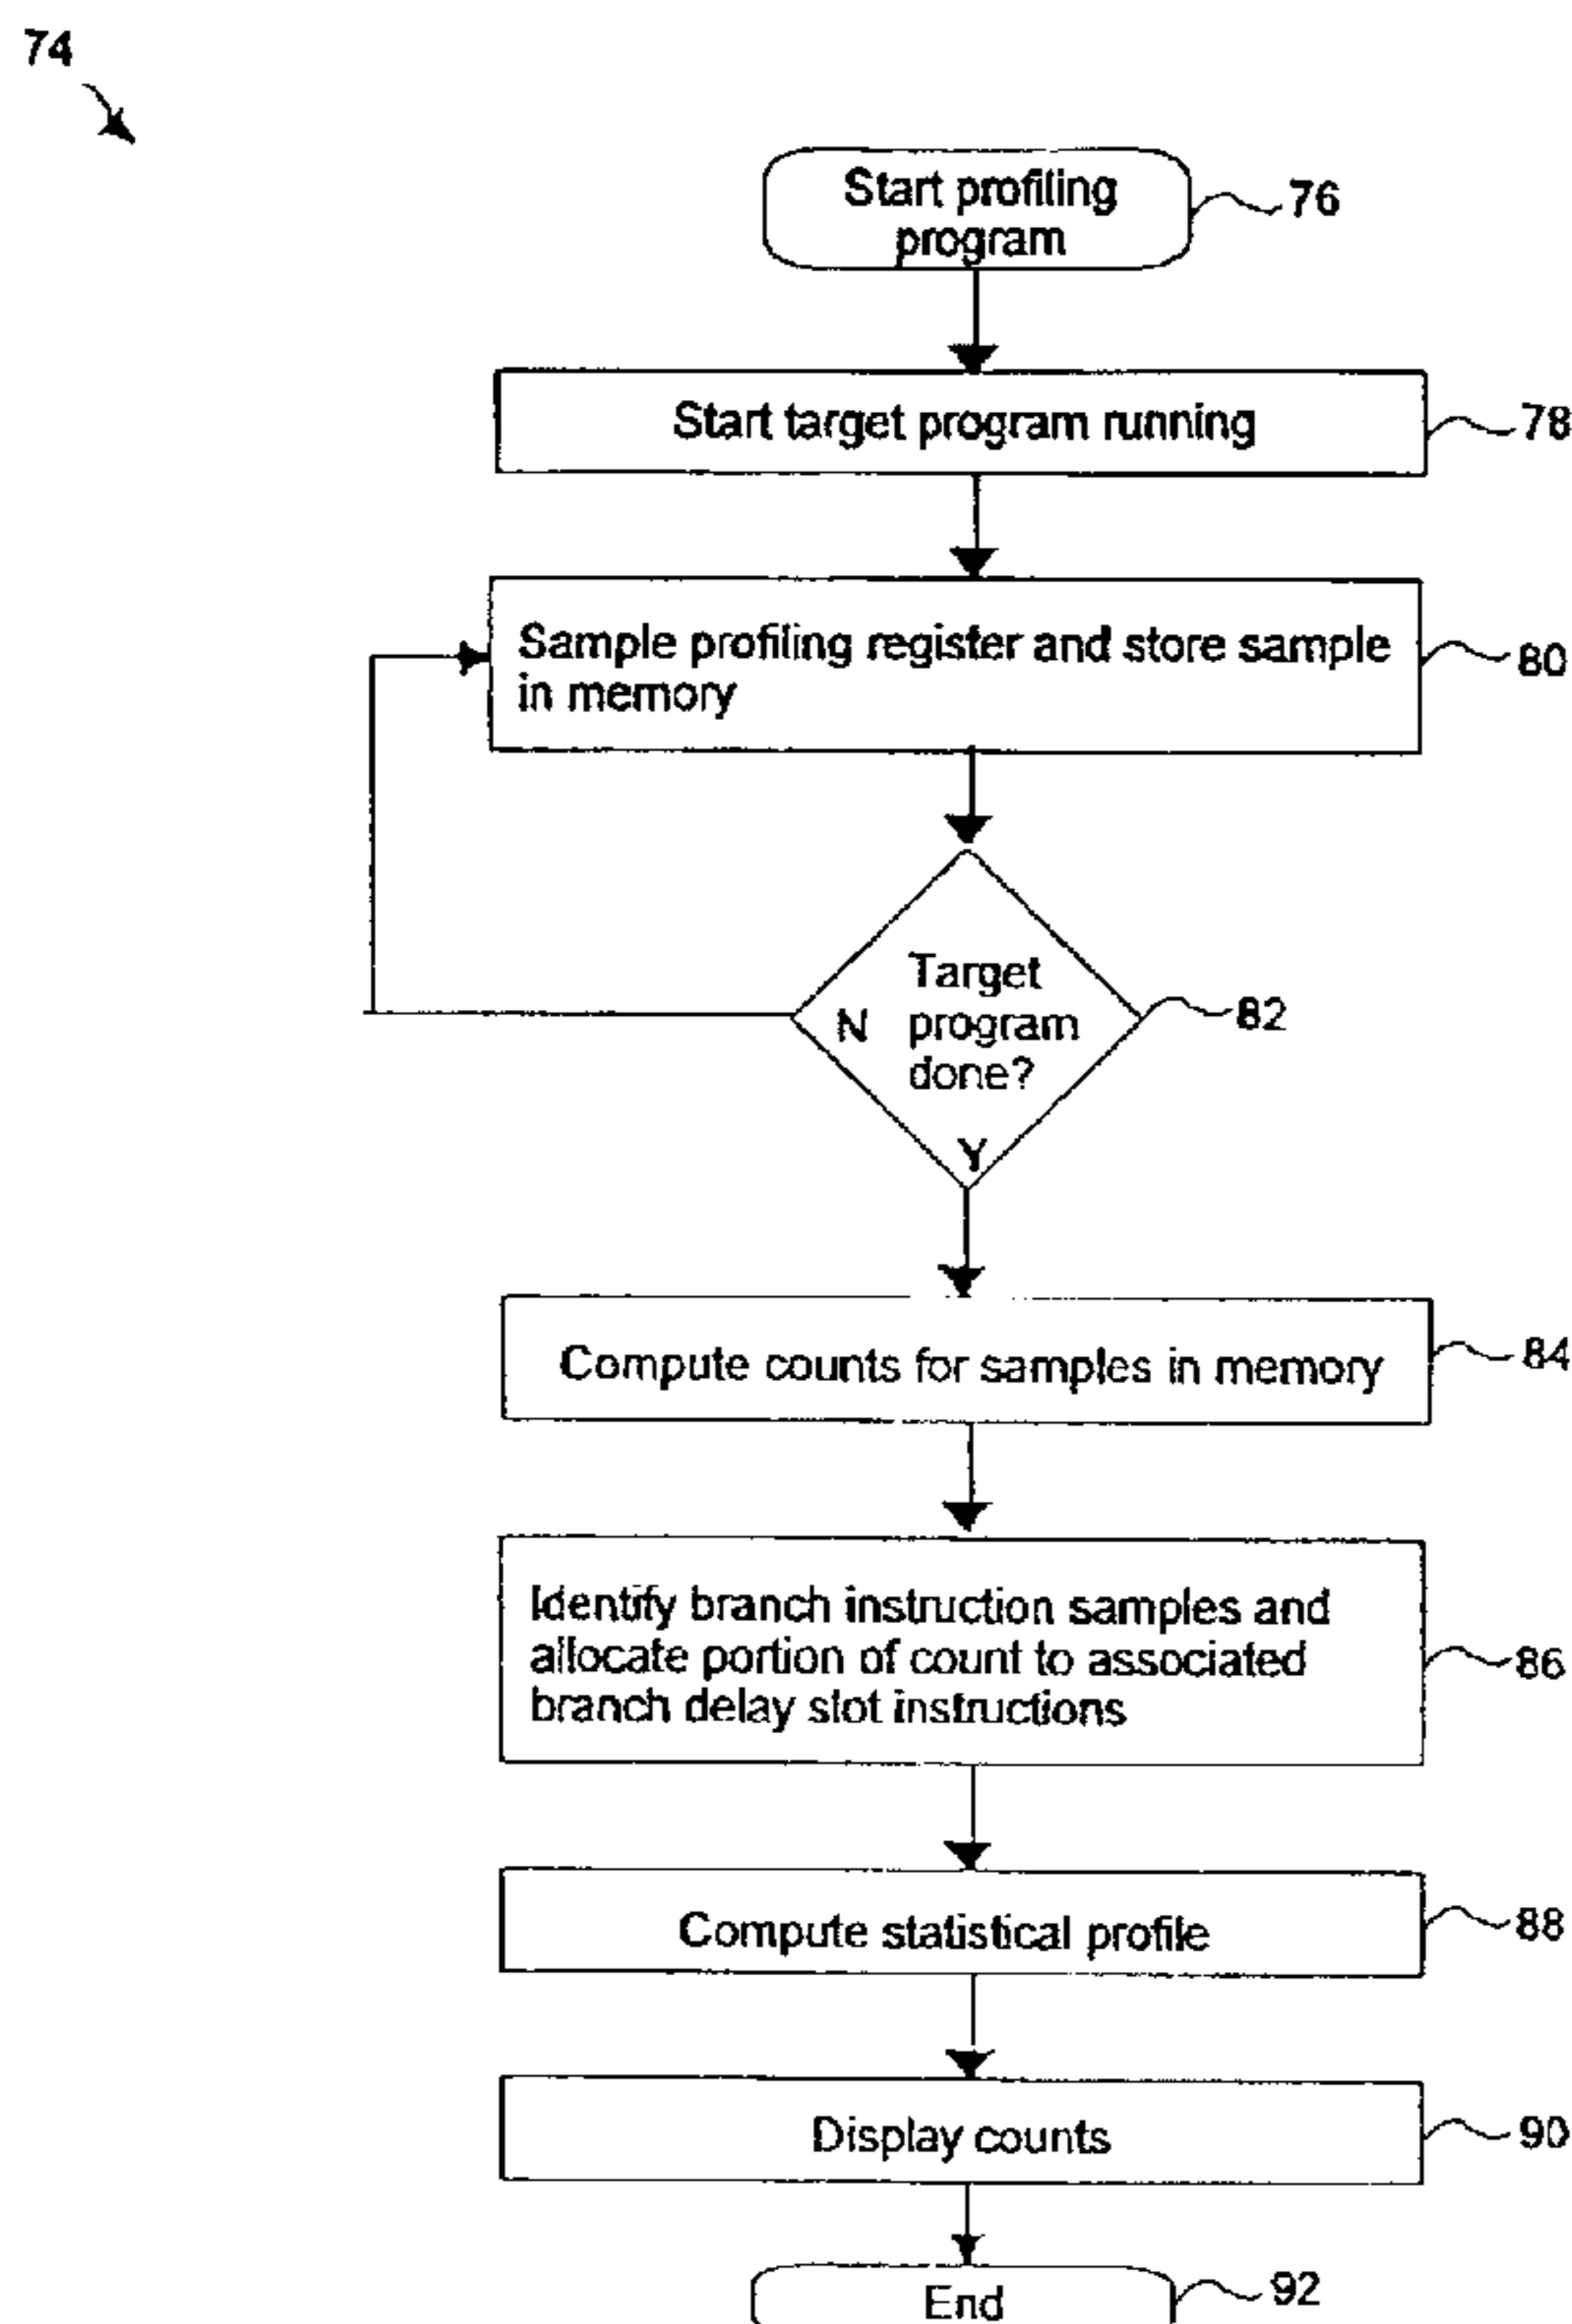 74
Start profiling
program
76
Start target program running
78
Sample profiling register and store sample
in memory
80
Target
N program
done?
82
Y
Compute counts for samples in memory
84
Identify branch instruction samples and
allocate portion of count to associated
branch delay slot instructions
86
Compute statistical profile
88
Display counts
90
End
92